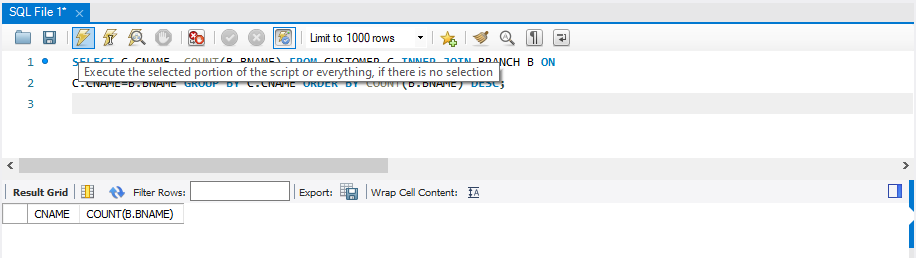 SQL File 1*
Limit to 1000 rows
1 SELECT C.CNAME, COUNT(B.BNAME) FROM CUSTOMER C INNER JOIN BRANCH B ON
Execute the selected portion of the script or everything, if there is no selection
2 C.CNAME=B.BNAME GROUP BY C.CNAME ORDER BY COUNT(B.BNAME) DESC;
3
Result Grid Filter Rows: Export: Wrap Cell Content:
CNAME COUNT(B.BNAME)